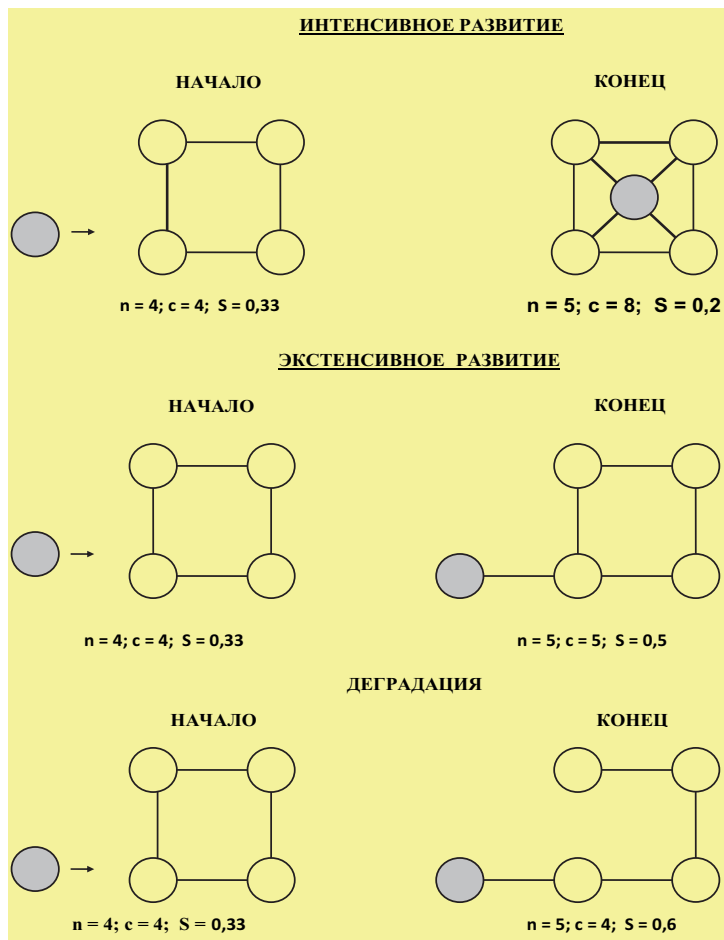 ИНТЕНСИВНОЕ РАЗВИТИЕ
НАЧАЛО КОНЕЦ
n = 4; c = 4; S = 0,33 n = 5; c = 8; S = 0,2
ЭКСТЕНСИВНОЕ РАЗВИТИЕ
НАЧАЛО КОНЕЦ
n = 4; c = 4; S = 0,33 n = 5; c = 5; S = 0,5
ДЕГРАДАЦИЯ
НАЧАЛО КОНЕЦ
n = 4; c = 4; S = 0,33 n = 5; c = 4; S = 0,6